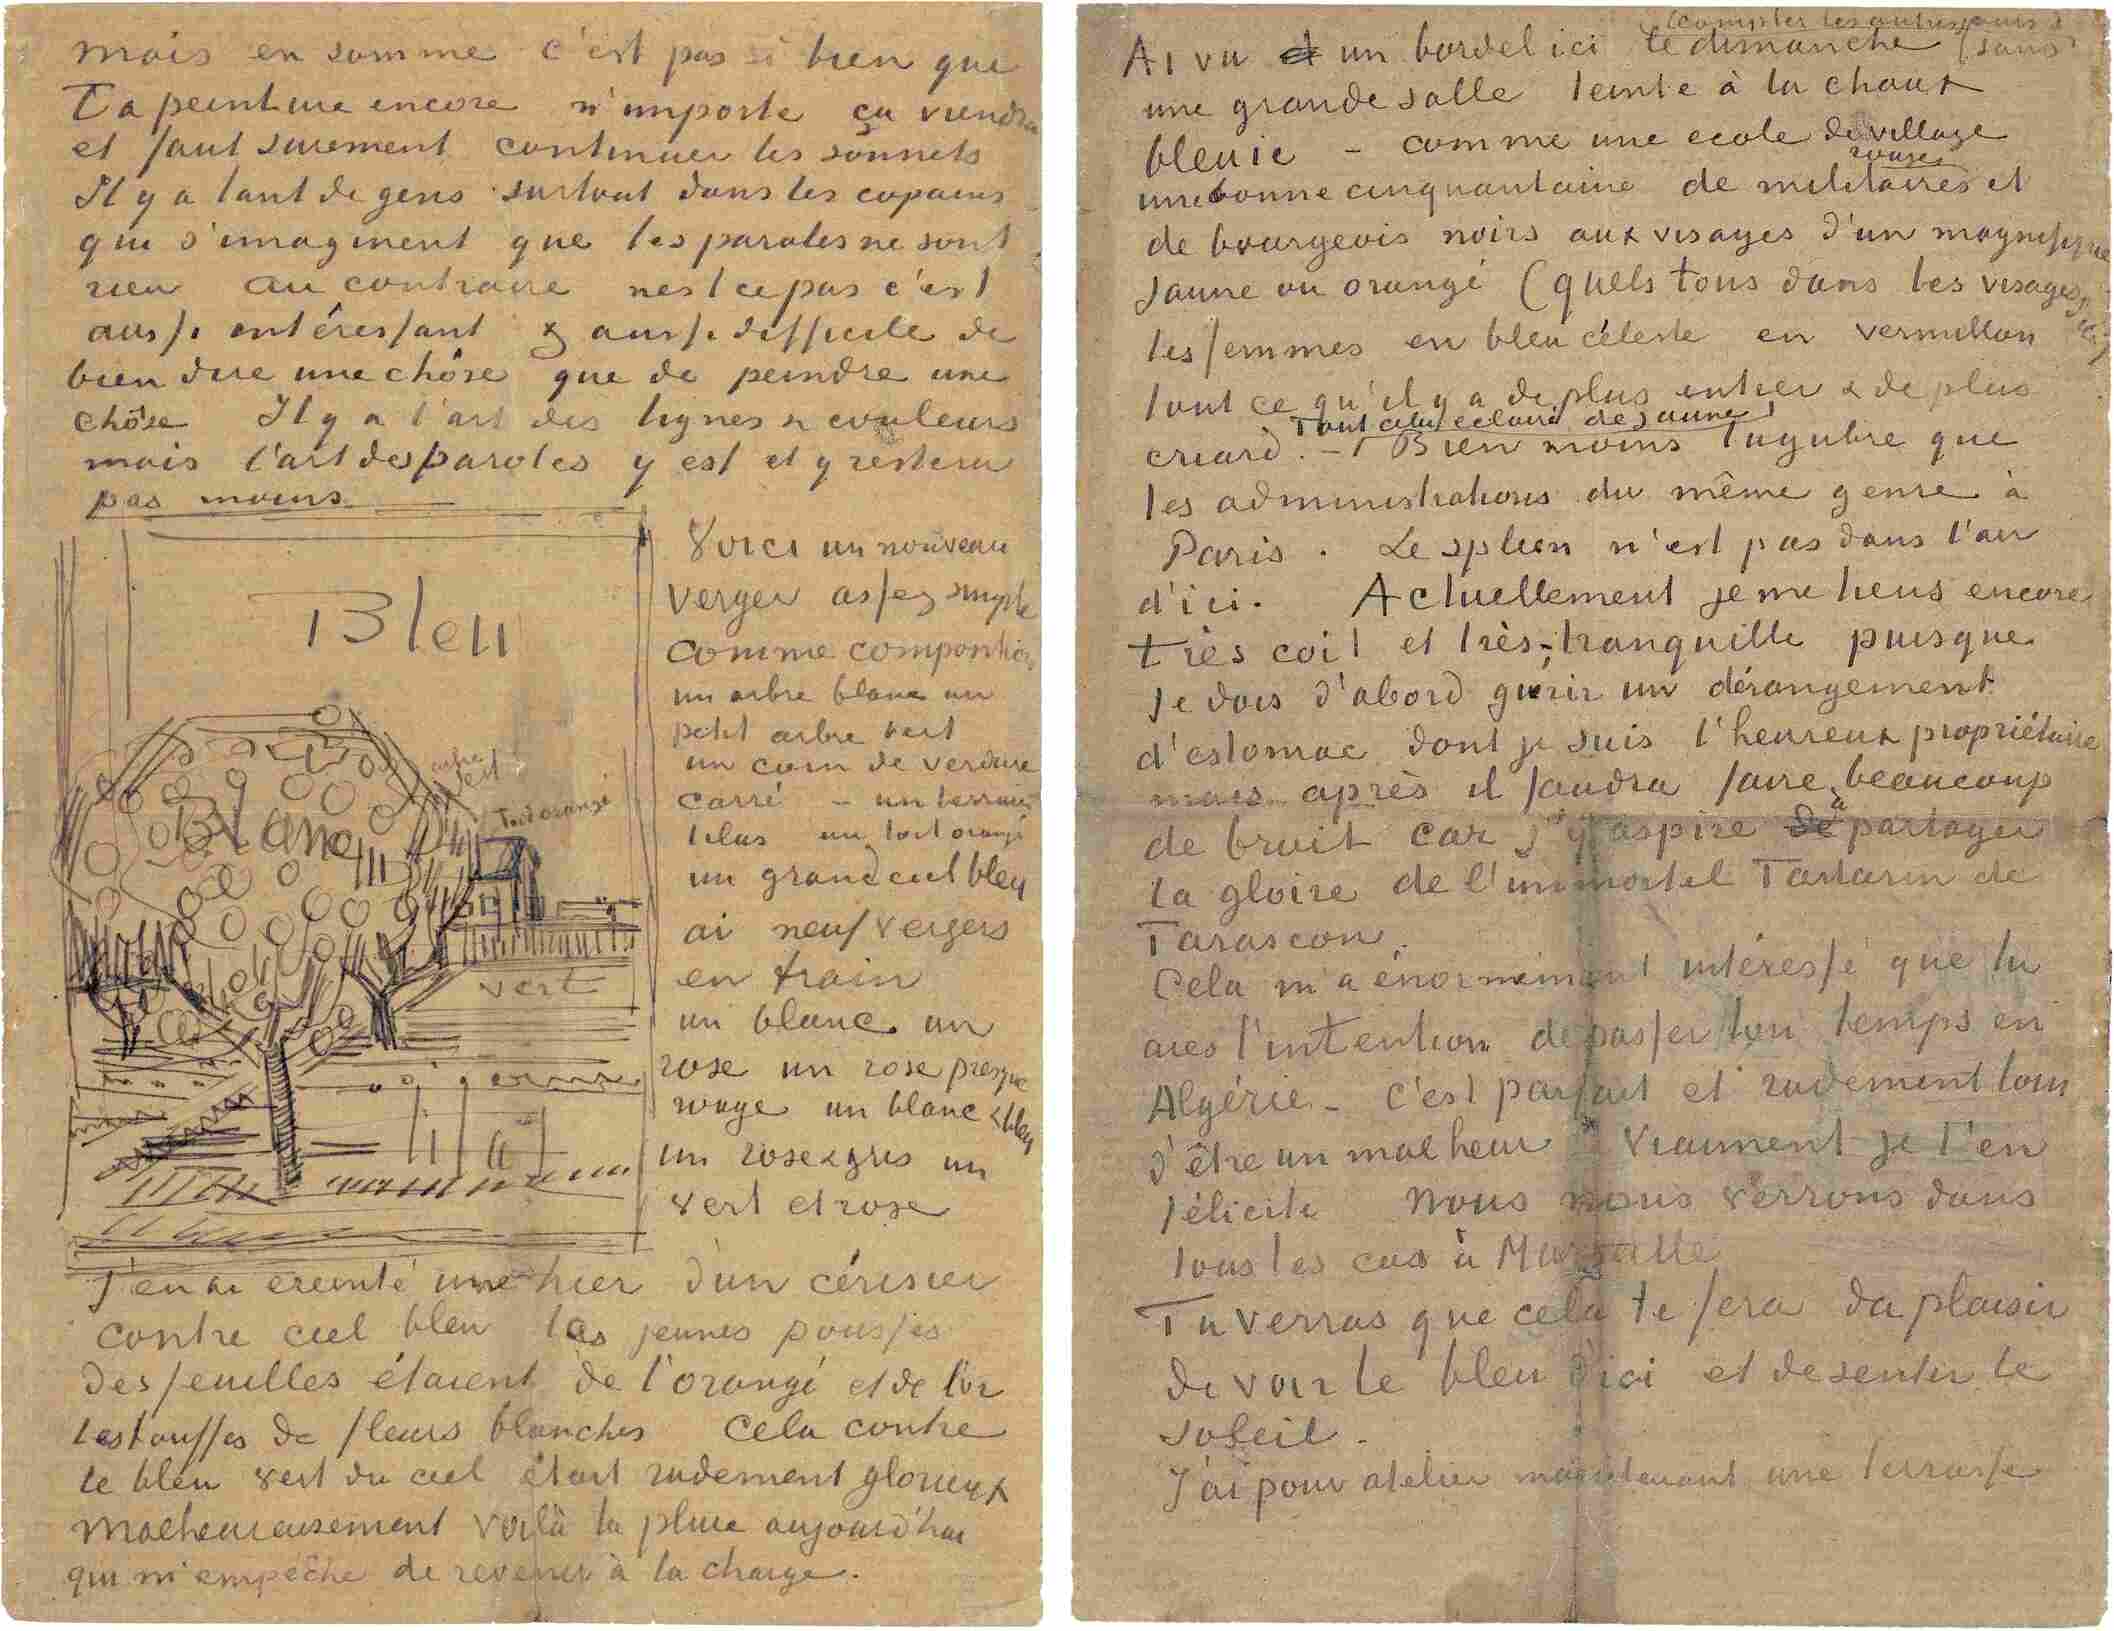 mais en somme c'est pas si bien que
Ta peinture encore n'importe ça viendra
et faut surement continuer les sonnets
Il y a tant de gens surtout dans les copains
qui s'imaginent que les paroles ne sont
rien au contraire nest ce pas c'est
aussi intéressant & aussi difficile de
bien dire une chôse que de peindre une
chôse Il y a l'art des lignes & couleurs
mais l'art des paroles y est et y restera
pas moins.
Bleu
arbre
vert
Toit orangé
Blanc
vert
Voici un nouveau
verger assez simple
comme composition
un arbre blanc un
petit arbre vert
un coin de verdure
carré – un terrain
lilas un toit orangé
un grand ciel bleu
ai neuf vergers
en train
un blanc un
rose un rose presque
rouge un blanc & bleu
un rose & gris un
vert et rose
J'en ai ereinté une hier d'un cérisier
contre ciel bleu les jeunes pousses
des feuilles étaient de l'orangé et de l'or
les touffes de fleurs blanches Cela contre
le bleu vert du ciel était rudement glorieux
Malheureusement voilà la pluie aujourd'hui
qui m'empêche de revenir à la charge.
(compter les autres jours)
Ai vu un bordel ici le dimanche (sans
une grande salle teinte à la chaux
bleuie – comme une ecole de village
rouges
une bonne cinquantaine de militaires et
de bourgeois noirs aux visages d'un magnifique
jaune ou orangé (quels tons dans les visages d'ici)
les femmes en bleu céleste en vermillon
tout ce qu'il y a de plus entier & de plus
Tout cela eclairé de jaune
criard. – Bien moins lugubre que
les administrations du même genre à
Paris. Le spleen n'est pas dans l'air
d'ici. Actuellement je me tiens encore
très coit et très-tranquille puisque
je dois d'abord guérir un dérangement
d'estomac dont je suis l'heureux propriétaire
mais après il faudra faire beaucoup
à
de bruit car j'y aspire de partager
la gloire de l'immortel Tartarin de
Tarascon.
Cela m'a énormément intéressé que tu
aies l'intention de passer ton temps en
Algérie – C'est parfait et rudement loin
d'être un malheur Vraiment je t'en
félicite Nous nous verrons dans
tous les cas à Marseille
Tu verras que cela te fera du plaisir
de voir le bleu d'ici et de sentir le
soleil.
J'ai pour atelier maintenant une terrasse